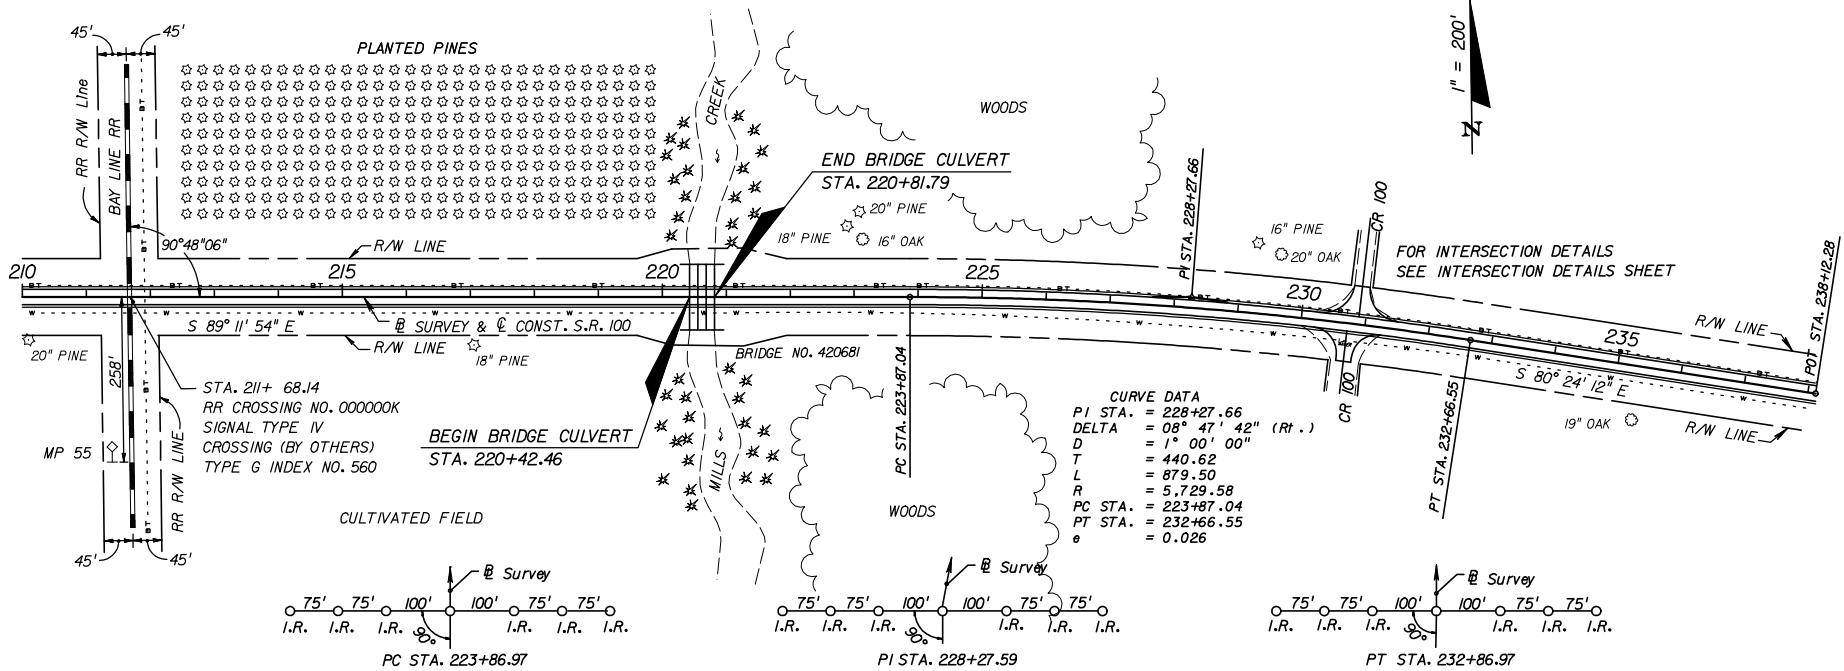 45'
45'
PLANTED PINES
RR R/W Line
BAY LINE RR
BT
CREEK
WOODS
1" = 200'
N
END BRIDGE CULVERT
STA. 220+81.79
20" PINE
18" PINE
16" OAK
PI STA. 228+27.66
16" PINE
20" OAK
CR 100
FOR INTERSECTION DETAILS
SEE INTERSECTION DETAILS SHEET
90°48'06"
R/W LINE
210
215
220
225
230
235
POT STA. 238+12.28
R/W LINE
S 89° 11' 54" E
BL SURVEY & CL CONST. S.R. 100
R/W LINE
20" PINE
18" PINE
258'
BRIDGE NO. 420681
PC STA. 223+87.04
S 80° 24' 12" E
CR 100
PT STA. 232+66.55
19" OAK
R/W LINE
STA. 211+ 68.14
RR CROSSING NO. 000000K
SIGNAL TYPE IV
CROSSING (BY OTHERS)
TYPE G INDEX NO. 560
MP 55
RR R/W LINE
BEGIN BRIDGE CULVERT
STA. 220+42.46
MILLS
CURVE DATA
PI STA. = 228+27.66
DELTA = 08° 47' 42" (Rt.)
D = 1° 00' 00"
T = 440.62
L = 879.50
R = 5,729.58
PC STA. = 223+87.04
PT STA. = 232+66.55
e = 0.026
CULTIVATED FIELD
WOODS
45'
45'
BL Survey
75' 75' 100' 100' 75' 75'
I.R. I.R. I.R. I.R. I.R. I.R.
90°
PC STA. 223+86.97
BL Survey
75' 75' 100' 100' 75' 75'
I.R. I.R. I.R. I.R. I.R. I.R.
90°
PI STA. 228+27.59
BL Survey
75' 75' 100' 100' 75' 75'
I.R. I.R. I.R. I.R. I.R. I.R.
90°
PT STA. 232+86.97